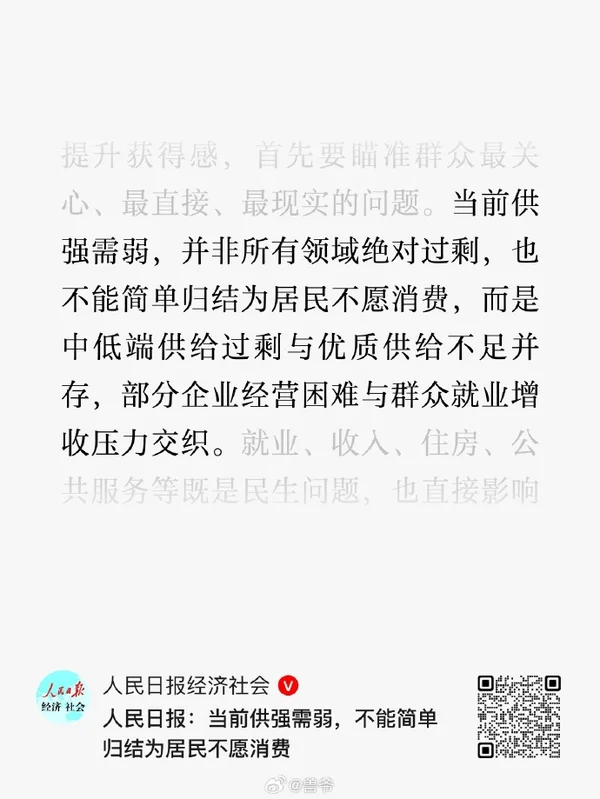 提升获得感，首先要瞄准群众最关
心、最直接、最现实的问题。当前供
强需弱，并非所有领域绝对过剩，也
不能简单归结为居民不愿消费，而是
中低端供给过剩与优质供给不足并
存，部分企业经营困难与群众就业增
收压力交织。就业、收入、住房、公
共服务等既是民生问题，也直接影响
人民日报
经济 社会
人民日报经济社会
人民日报：当前供强需弱，不能简单
归结为居民不愿消费
@兽爷